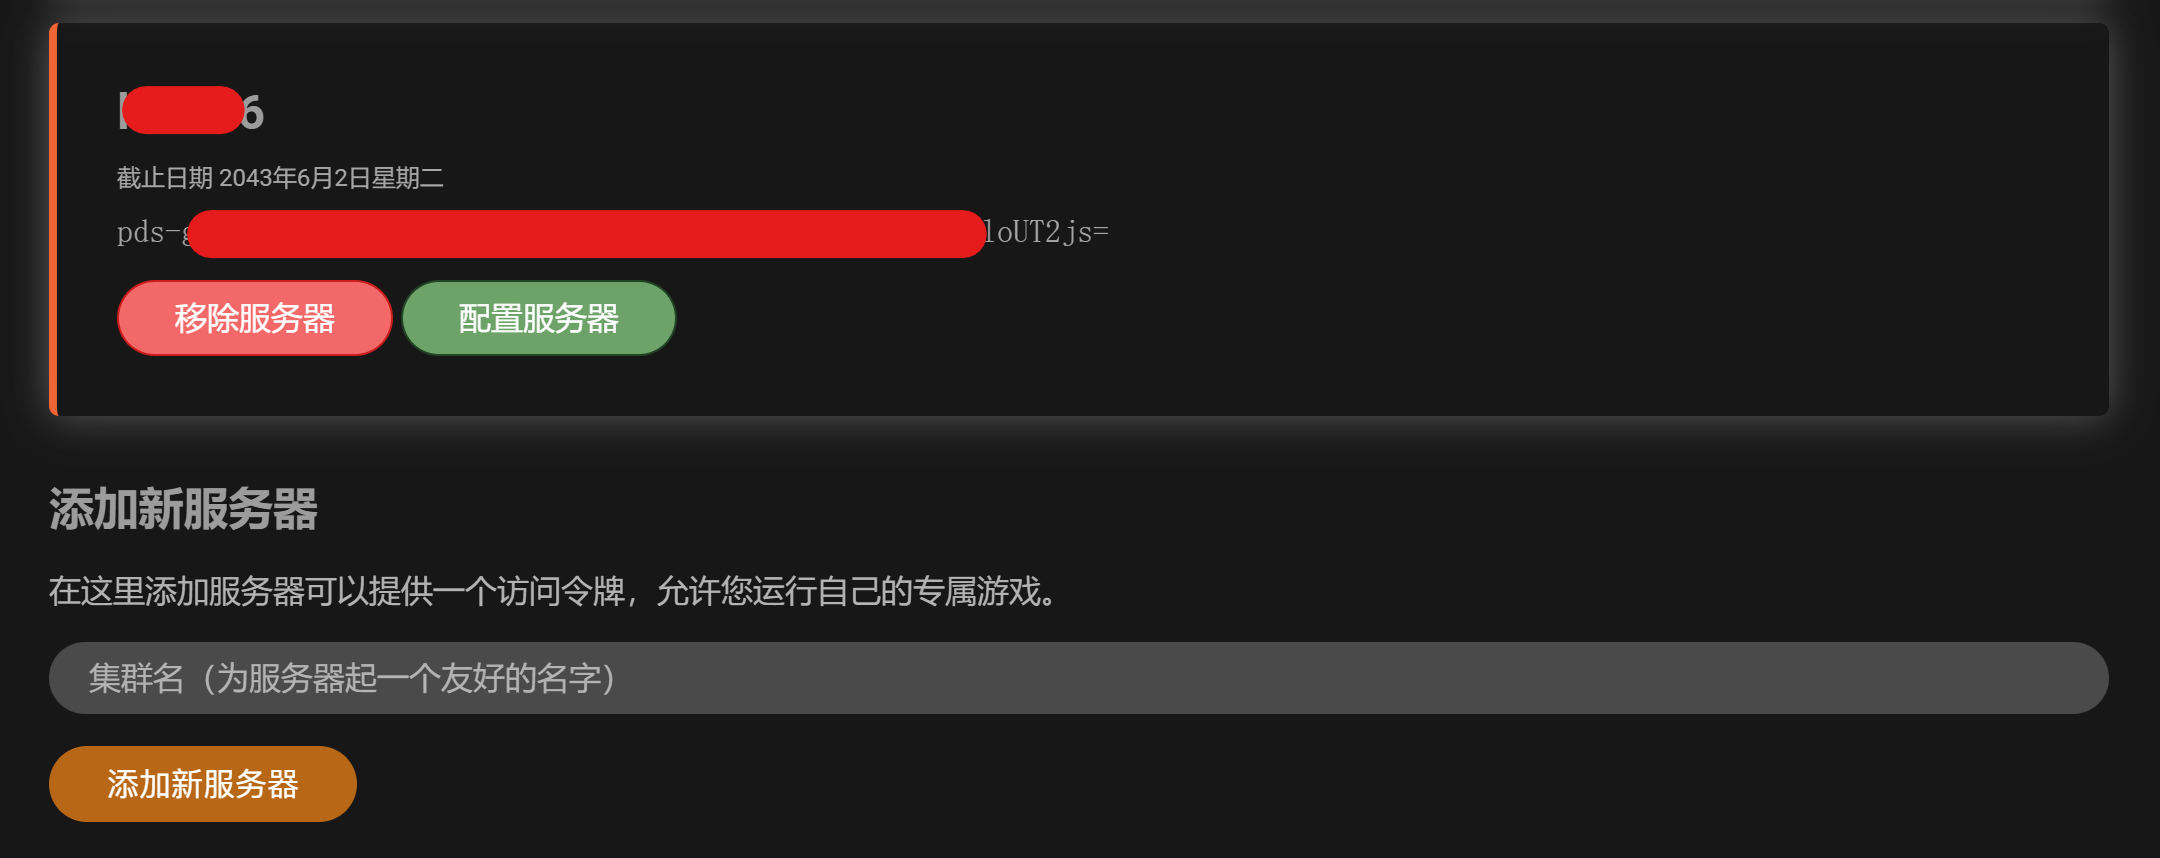 6
截止日期 2043年6月2日星期二
pds-g loUT2js=
移除服务器 配置服务器
添加新服务器
在这里添加服务器可以提供一个访问令牌，允许您运行自己的专属游戏。
集群名（为服务器起一个友好的名字）
添加新服务器